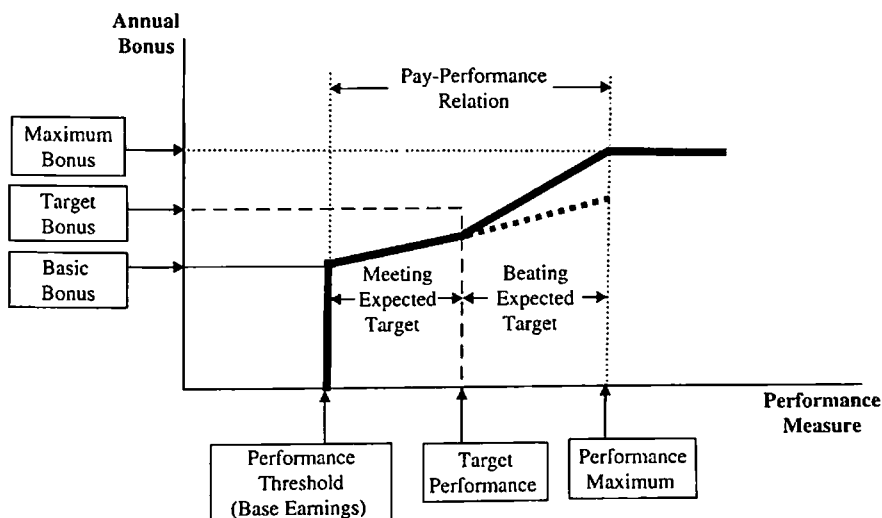 Annual
Bonus
Pay-Performance
Relation
Maximum
Bonus
Target
Bonus
Basic
Bonus
Meeting
Expected
Target
Beating
Expected
Target
Performance
Measure
Performance
Threshold
(Base Earnings)
Target
Performance
Performance
Maximum